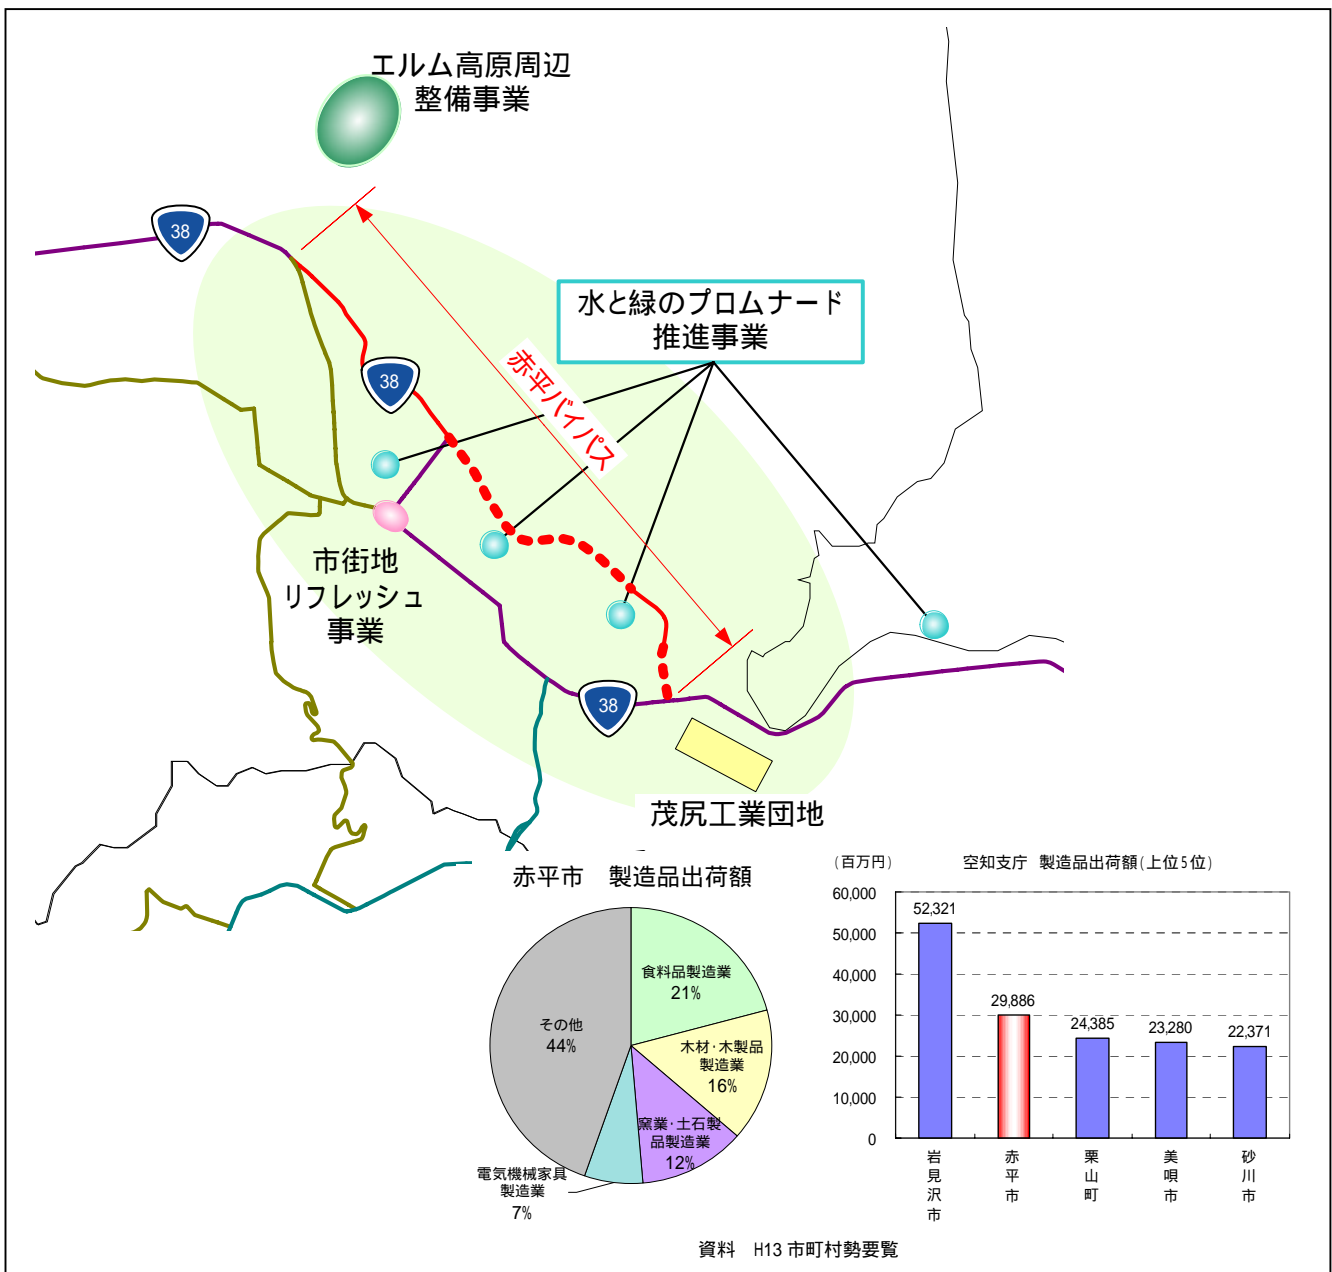 エルム高原周辺
整備事業
38
水と緑のプロムナード
推進事業
38
赤平バイパス
市街地
リフレッシュ
事業
38
茂尻工業団地
赤平市　製造品出荷額
食料品製造業
21%
木材・木製品
製造業
16%
窯業・土石製
品製造業
12%
電気機械家具
製造業
7%
その他
44%
(百万円)
空知支庁　製造品出荷額(上位5位)
60,000
50,000
40,000
30,000
20,000
10,000
0
52,321
29,886
24,385
23,280
22,371
岩見沢市
赤平市
栗山町
美唄市
砂川市
資料　H13 市町村勢要覧